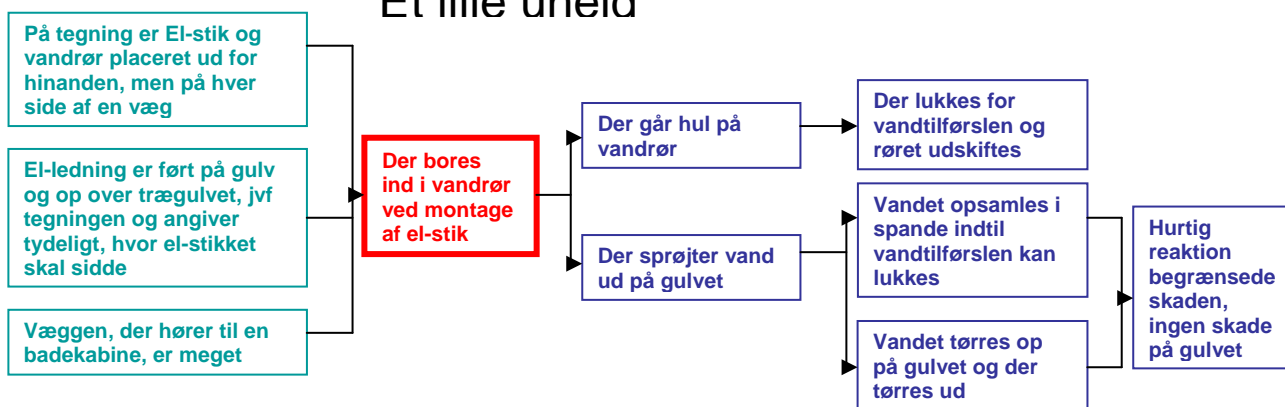 Et lille uheld
På tegning er El-stik og
vandrør placeret ud for
hinanden, men på hver
side af en væg
El-ledning er ført på gulv
og op over trægulvet, jvf
tegningen og angiver
tydeligt, hvor el-stikket
skal sidde
Væggen, der hører til en
badekabine, er meget
Der bores
ind i vandrør
ved montage
af el-stik
Der går hul på
vandrør
Der sprøjter vand
ud på gulvet
Der lukkes for
vandtilførslen og
røret udskiftes
Vandet opsamles i
spande indtil
vandtilførslen kan
lukkes
Vandet tørres op
på gulvet og der
tørres ud
Hurtig
reaktion
begrænsede
skaden,
ingen skade
på gulvet